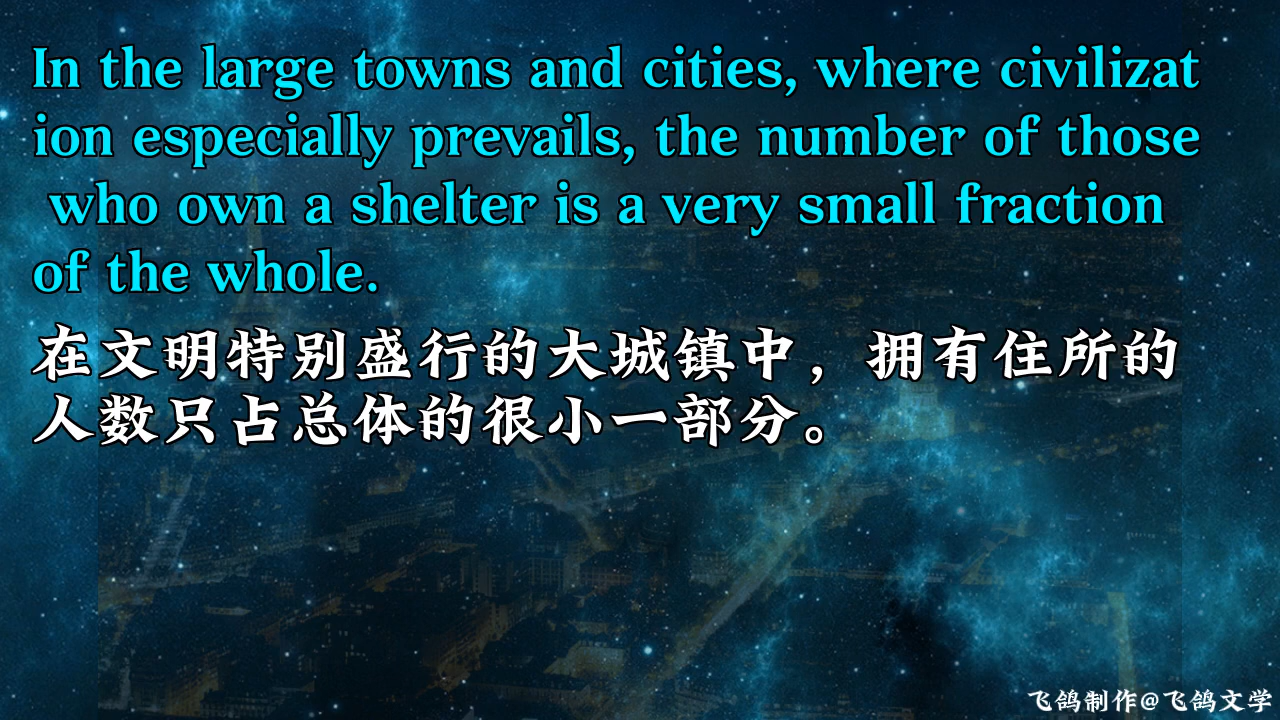 In the large towns and cities, where civilizat
ion especially prevails, the number of those
who own a shelter is a very small fraction
of the whole.
在文明特别盛行的大城镇中，拥有住所的
人数只占总体的很小一部分。
飞鸽制作@飞鸽文学